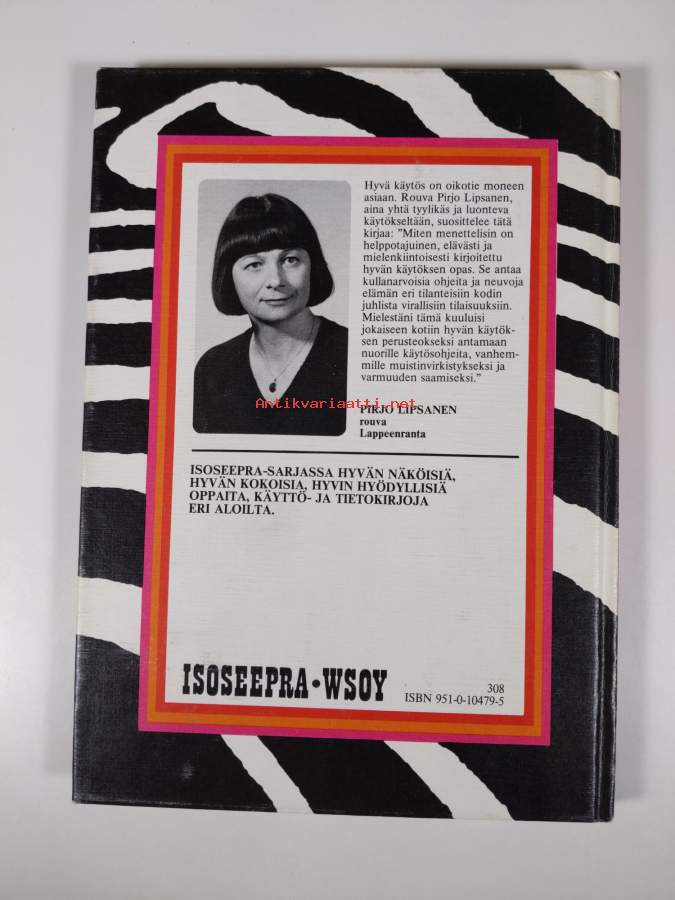 Hyvä käytös on oikotie moneen
asiaan. Rouva Pirjo Lipsanen,
aina yhtä tyylikäs ja luonteva
käytökseltään, suosittelee tätä
kirjaa: ”Miten menettelisin on
helppotajuinen, elävästi ja
mielenkiintoisesti kirjoitettu
hyvän käytöksen opas. Se antaa
kullanarvoisia ohjeita ja neuvoja
elämän eri tilanteisiin kodin
juhlista virallisiin tilaisuuksiin.
Mielestäni tämä kuuluisi
jokaiseen kotiin hyvän käytök-
sen perusteokseksi antamaan
nuorille käytösohjeita, vanhem-
mille muistinvirkistykseksi ja
varmuuden saamiseksi.”
Antikvariaatti.net
PIRJO LIPSANEN
rouva
Lappeenranta
ISOSEEPRA-SARJASSA HYVÄN NÄKÖISIÄ,
HYVÄN KOKOISIA, HYVIN HYÖDYLLISIÄ
OPPAITA, KÄYTTÖ- JA TIETOKIRJOJA
ERI ALOILTA.
ISOSEEPRA•WSOY
308
ISBN 951-0-10479-5